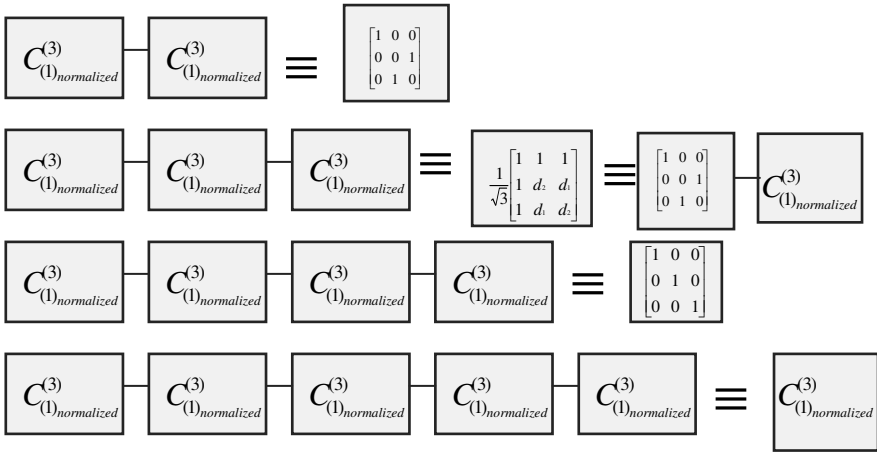 C^{(3)}_{(1)_{normalized}} C^{(3)}_{(1)_{normalized}} ≡ [1 0 0
0 0 1
0 1 0]
C^{(3)}_{(1)_{normalized}} C^{(3)}_{(1)_{normalized}} C^{(3)}_{(1)_{normalized}} ≡ \frac{1}{\sqrt{3}} [1 1 1
1 d₂ d₁
1 d₁ d₂] ≡ [1 0 0
0 0 1
0 1 0] C^{(3)}_{(1)_{normalized}}
C^{(3)}_{(1)_{normalized}} C^{(3)}_{(1)_{normalized}} C^{(3)}_{(1)_{normalized}} C^{(3)}_{(1)_{normalized}} ≡ [1 0 0
0 1 0
0 0 1]
C^{(3)}_{(1)_{normalized}} C^{(3)}_{(1)_{normalized}} C^{(3)}_{(1)_{normalized}} C^{(3)}_{(1)_{normalized}} C^{(3)}_{(1)_{normalized}} ≡ C^{(3)}_{(1)_{normalized}}